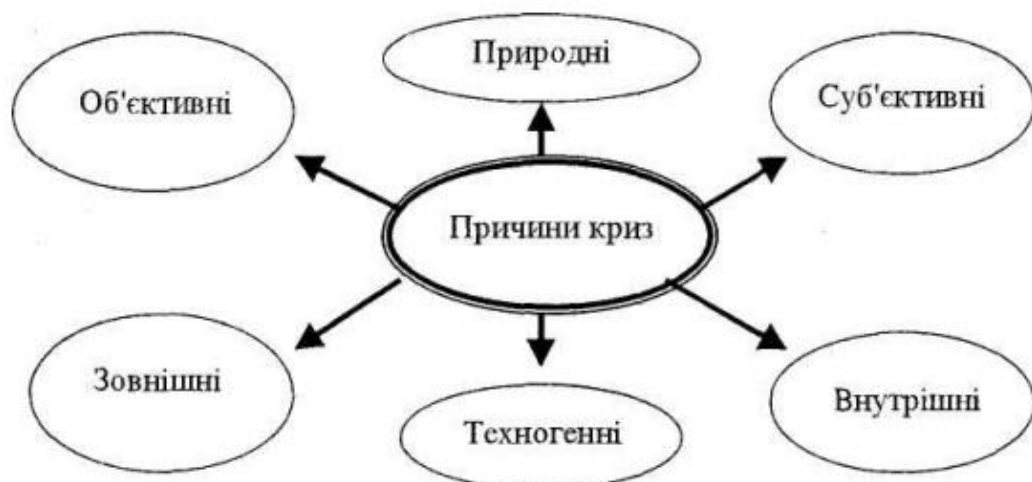 Природні
Об'єктивні
Суб'єктивні
Причини криз
Зовнішні
Внутрішні
Техногенні